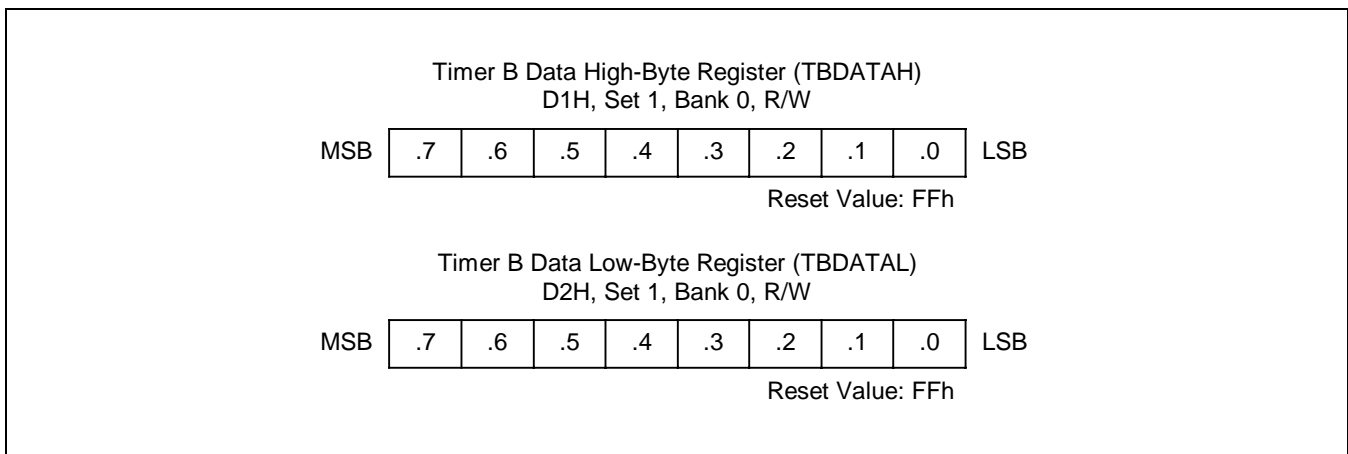 Timer B Data High-Byte Register (TBDATAH)
D1H, Set 1, Bank 0, R/W
MSB .7 .6 .5 .4 .3 .2 .1 .0 LSB
Reset Value: FFh
Timer B Data Low-Byte Register (TBDATAL)
D2H, Set 1, Bank 0, R/W
MSB .7 .6 .5 .4 .3 .2 .1 .0 LSB
Reset Value: FFh